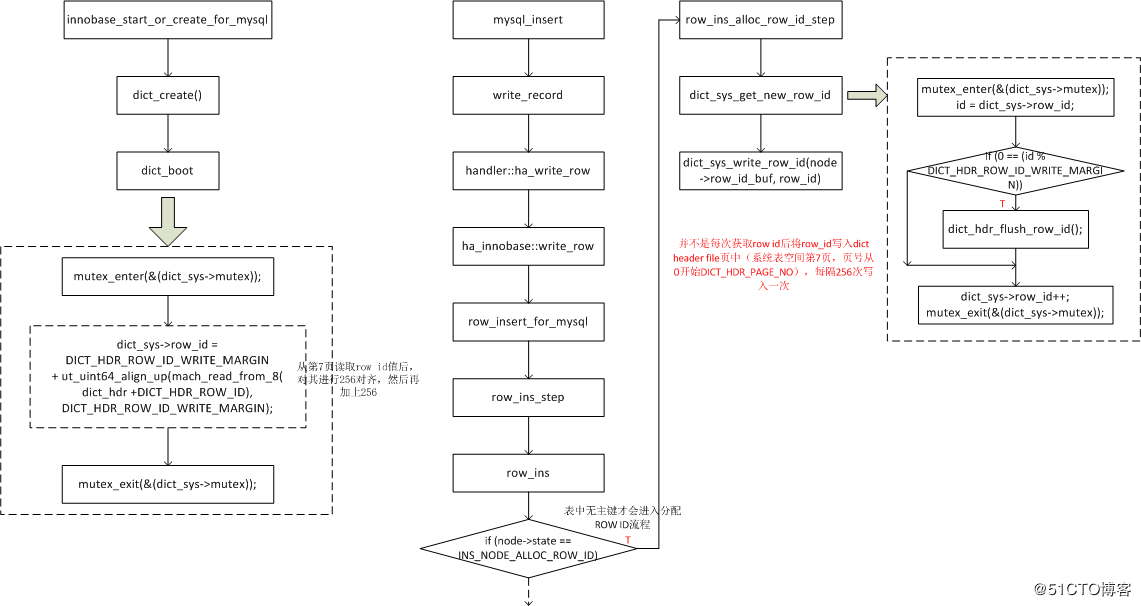 innobase_start_or_create_for_mysql
dict_create()
dict_boot
mutex_enter(&(dict_sys->mutex));
dict_sys->row_id =
DICT_HDR_ROW_ID_WRITE_MARGIN
+ ut_uint64_align_up(mach_read_from_8(
dict_hdr +DICT_HDR_ROW_ID),
DICT_HDR_ROW_ID_WRITE_MARGIN);
从第7页读取row id值后,
对其进行256对齐，然后再
加上256
mutex_exit(&(dict_sys->mutex));
mysql_insert
write_record
handler::ha_write_row
ha_innobase::write_row
row_insert_for_mysql
row_ins_step
row_ins
表中无主键才会进入分配
ROW ID流程
if (node->state ==
INS_NODE_ALLOC_ROW_ID)
T
row_ins_alloc_row_id_step
dict_sys_get_new_row_id
dict_sys_write_row_id(node
->row_id_buf, row_id)
并不是每次获取row id后将row_id写入dict
header file页中（系统表空间第7页，页号从
0开始DICT_HDR_PAGE_NO），每隔256次写
入一次
mutex_enter(&(dict_sys->mutex));
id = dict_sys->row_id;
if (0 == (id %
DICT_HDR_ROW_ID_WRITE_MARGI
N))
T
dict_hdr_flush_row_id();
dict_sys->row_id++;
mutex_exit(&(dict_sys->mutex));
@51CTO博客